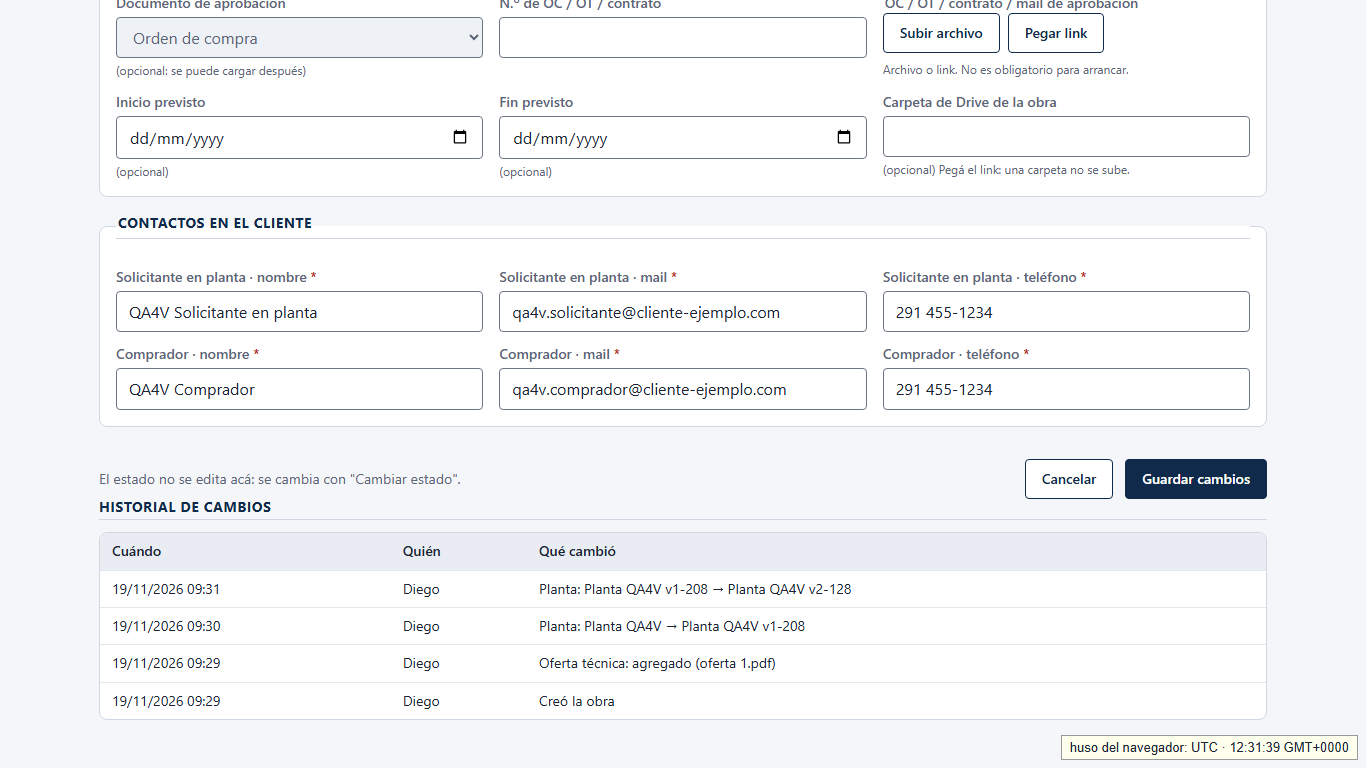 Documento de aprobación
N.º de OC / OT / contrato
OC / OT / contrato / mail de aprobación
Orden de compra
Subir archivo
Pegar link
(opcional: se puede cargar después)
Archivo o link. No es obligatorio para arrancar.
Inicio previsto
Fin previsto
Carpeta de Drive de la obra
dd/mm/yyyy
dd/mm/yyyy
(opcional)
(opcional)
(opcional) Pegá el link: una carpeta no se sube.
CONTACTOS EN EL CLIENTE
Solicitante en planta · nombre *
Solicitante en planta · mail *
Solicitante en planta · teléfono *
QA4V Solicitante en planta
qa4v.solicitante@cliente-ejemplo.com
291 455-1234
Comprador · nombre *
Comprador · mail *
Comprador · teléfono *
QA4V Comprador
qa4v.comprador@cliente-ejemplo.com
291 455-1234
El estado no se edita acá: se cambia con "Cambiar estado".
Cancelar
Guardar cambios
HISTORIAL DE CAMBIOS
Cuándo Quién Qué cambió
19/11/2026 09:31 Diego Planta: Planta QA4V v1-208 → Planta QA4V v2-128
19/11/2026 09:30 Diego Planta: Planta QA4V → Planta QA4V v1-208
19/11/2026 09:29 Diego Oferta técnica: agregado (oferta 1.pdf)
19/11/2026 09:29 Diego Creó la obra
huso del navegador: UTC · 12:31:39 GMT+0000